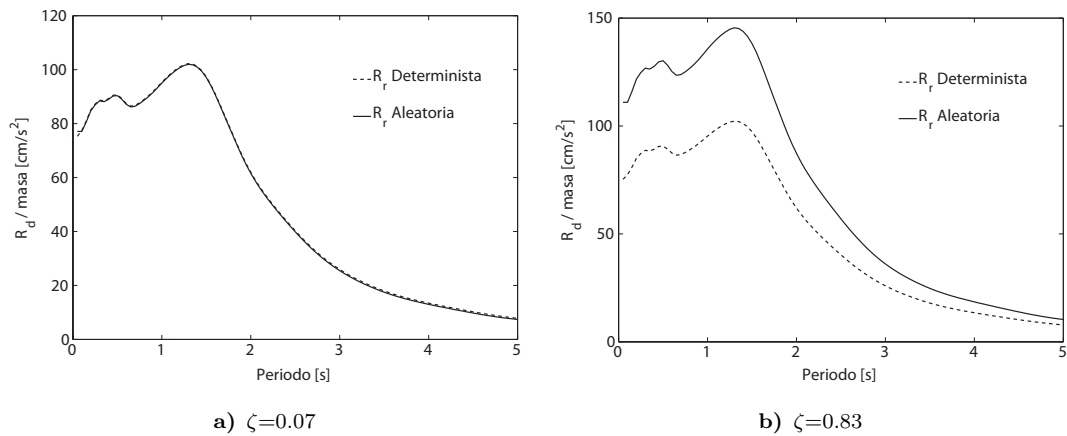 120
100
80
60
40
20
0
0 1 2 3 4 5
R_d / masa [cm/s²]
Periodo [s]
R_r Determinista
R_r Aleatoria
a) ζ=0.07
150
100
50
0
0 1 2 3 4 5
R_d / masa [cm/s²]
Periodo [s]
R_r Determinista
R_r Aleatoria
b) ζ=0.83